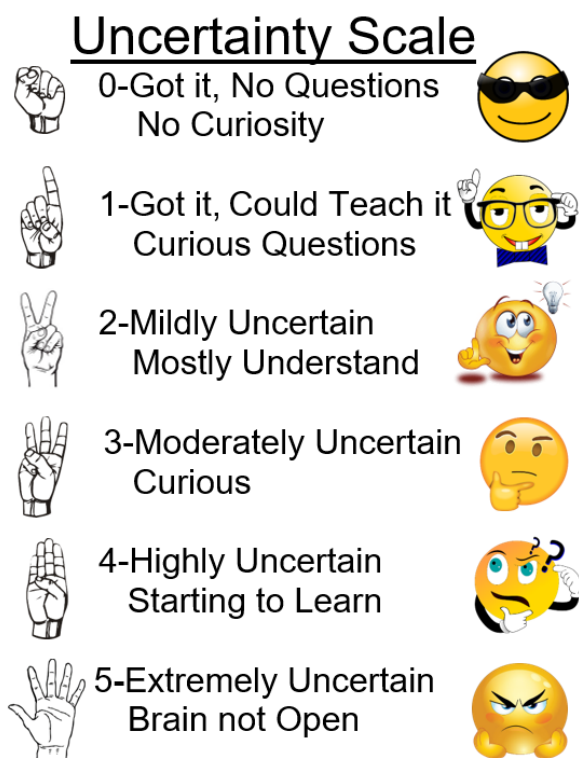 Uncertainty Scale
0-Got it, No Questions
No Curiosity
1-Got it, Could Teach it
Curious Questions
2-Mildly Uncertain
Mostly Understand
3-Moderately Uncertain
Curious
4-Highly Uncertain
Starting to Learn
5-Extremely Uncertain
Brain not Open